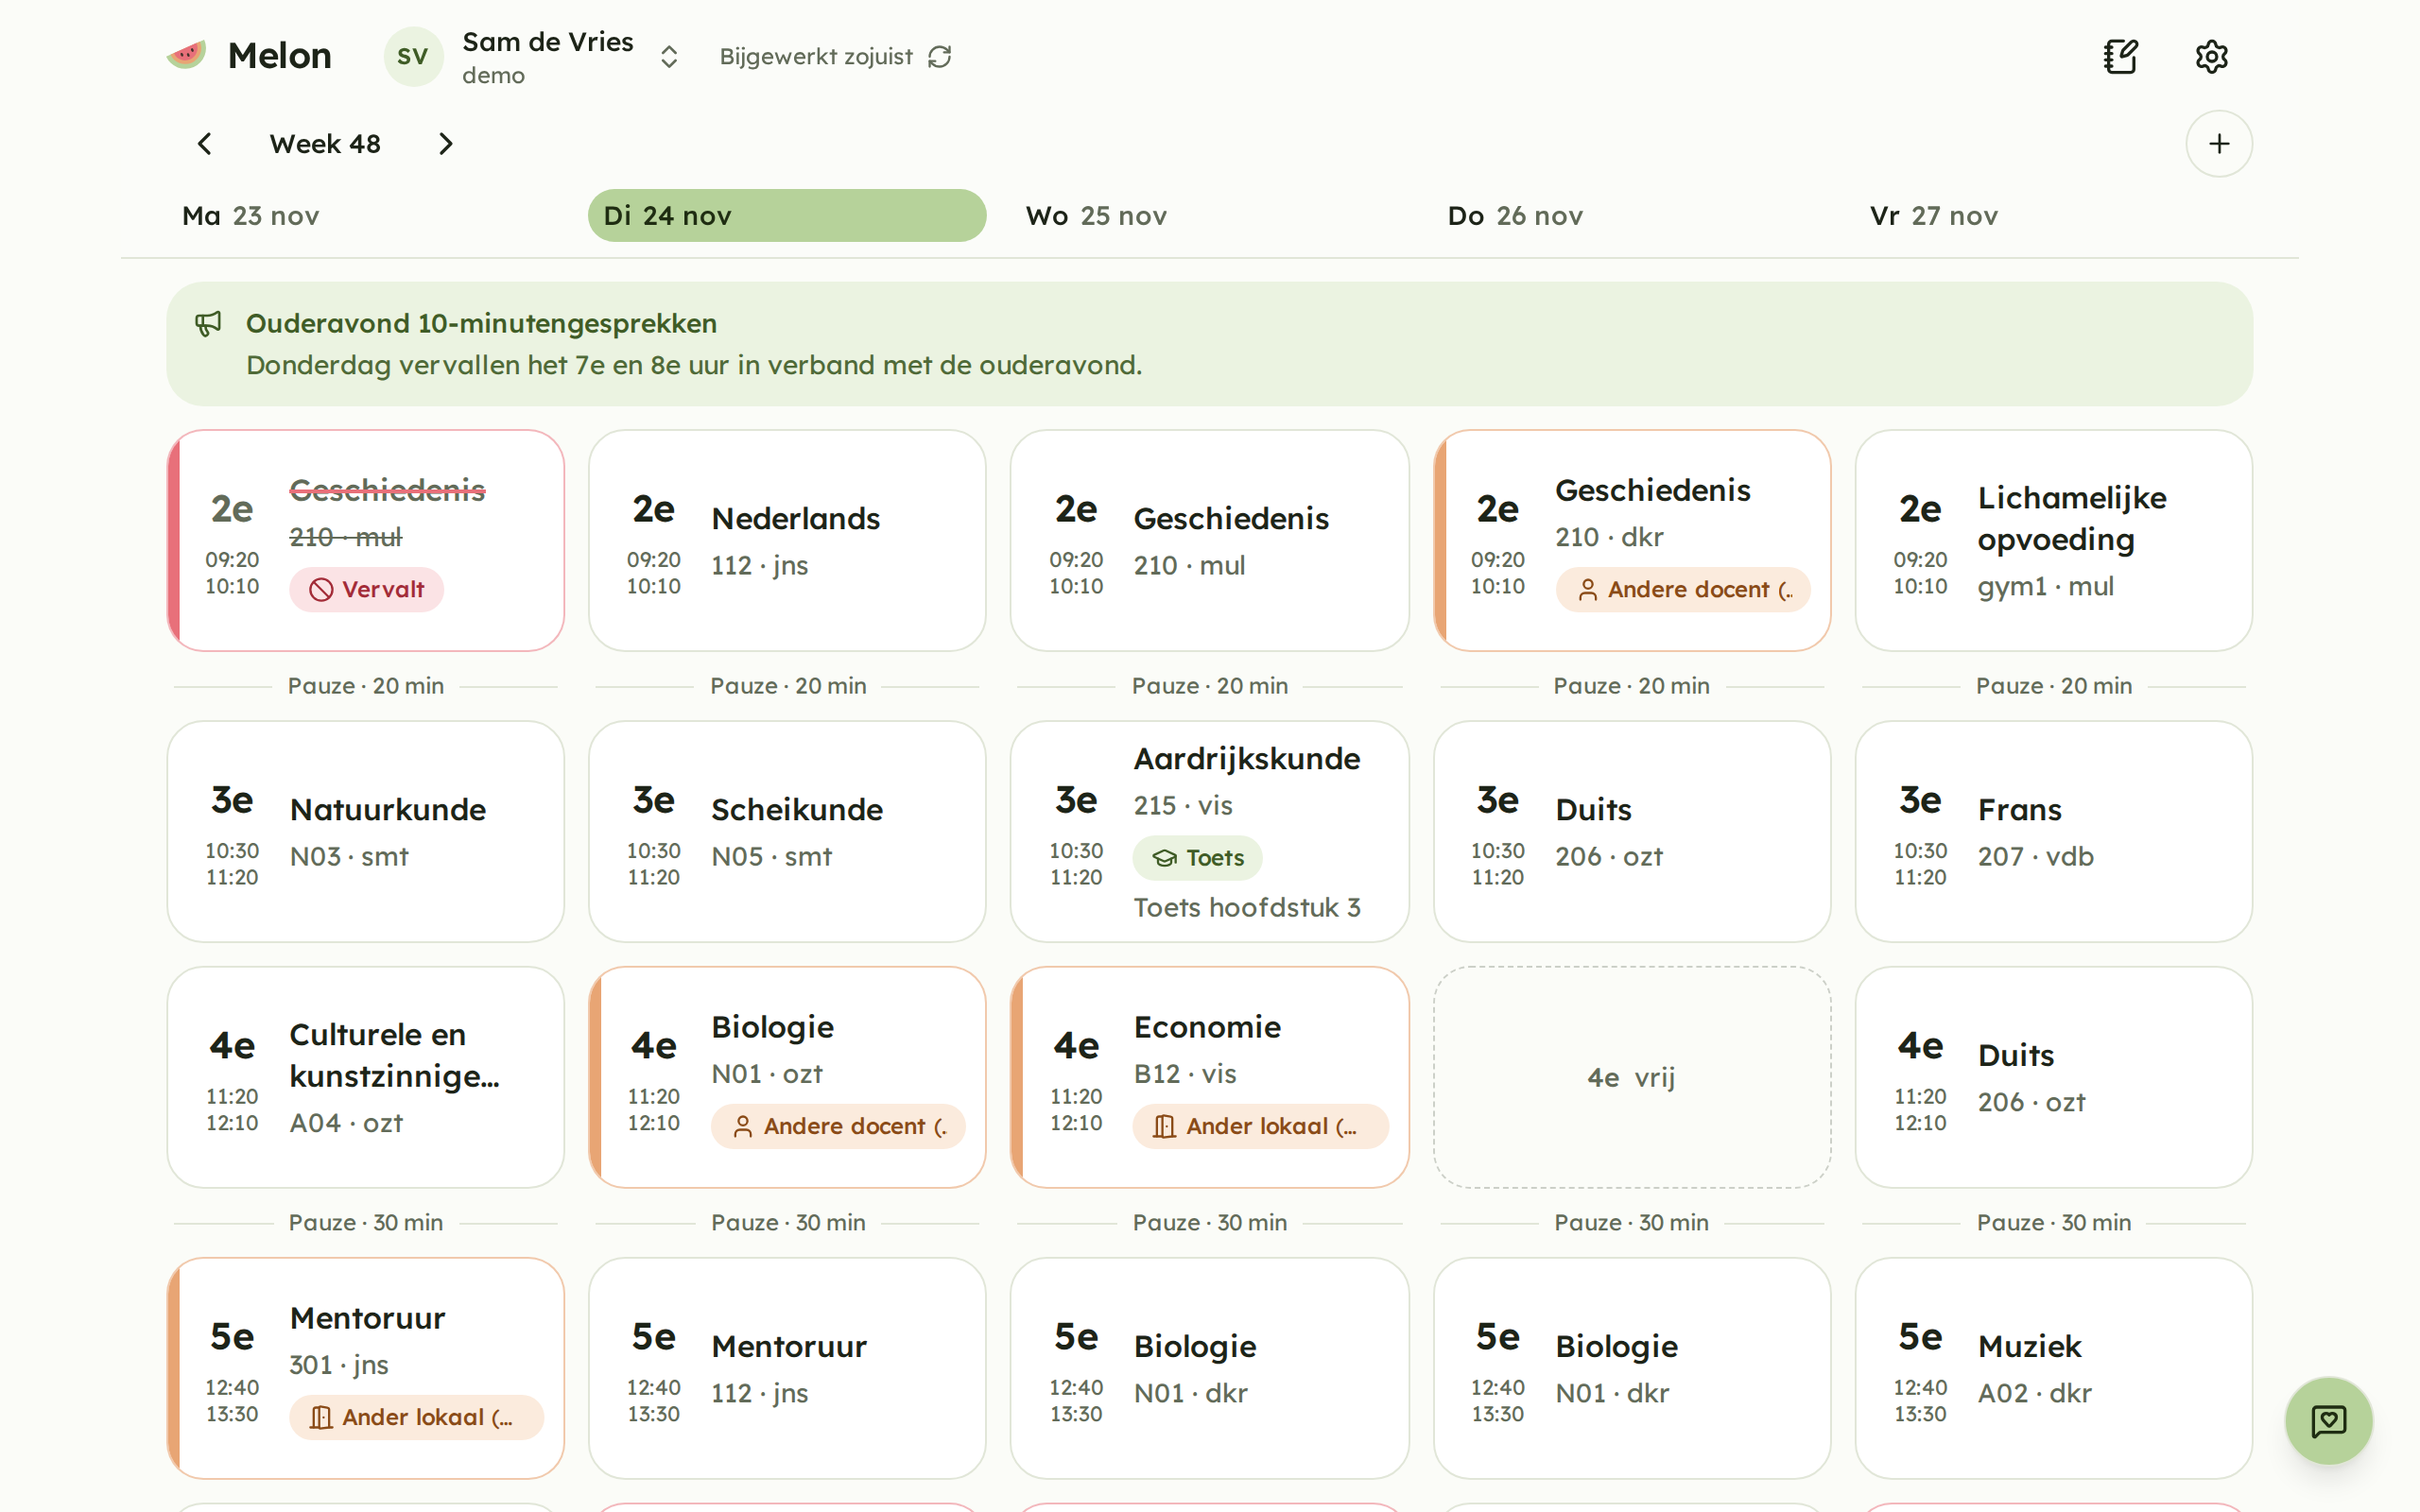 Melon
SV
Sam de Vries
demo
Bijgewerkt zojuist
Week 48
Ma 23 nov
Di 24 nov
Wo 25 nov
Do 26 nov
Vr 27 nov
Ouderavond 10-minutengesprekken
Donderdag vervallen het 7e en 8e uur in verband met de ouderavond.
2e
09:20
10:10
Geschiedenis
210 · mul
Vervalt
2e
09:20
10:10
Nederlands
112 · jns
2e
09:20
10:10
Geschiedenis
210 · mul
2e
09:20
10:10
Geschiedenis
210 · dkr
Andere docent (..
2e
09:20
10:10
Lichamelijke
opvoeding
gym1 · mul
Pauze · 20 min
Pauze · 20 min
Pauze · 20 min
Pauze · 20 min
Pauze · 20 min
3e
10:30
11:20
Natuurkunde
N03 · smt
3e
10:30
11:20
Scheikunde
N05 · smt
3e
10:30
11:20
Aardrijkskunde
215 · vis
Toets
Toets hoofdstuk 3
3e
10:30
11:20
Duits
206 · ozt
3e
10:30
11:20
Frans
207 · vdb
4e
11:20
12:10
Culturele en
kunstzinnige...
A04 · ozt
4e
11:20
12:10
Biologie
N01 · ozt
Andere docent (.
4e
11:20
12:10
Economie
B12 · vis
Ander lokaal (...
4e vrij
4e
11:20
12:10
Duits
206 · ozt
Pauze · 30 min
Pauze · 30 min
Pauze · 30 min
Pauze · 30 min
Pauze · 30 min
5e
12:40
13:30
Mentoruur
301 · jns
Ander lokaal (...
5e
12:40
13:30
Mentoruur
112 · jns
5e
12:40
13:30
Biologie
N01 · dkr
5e
12:40
13:30
Biologie
N01 · dkr
5e
12:40
13:30
Muziek
A02 · dkr